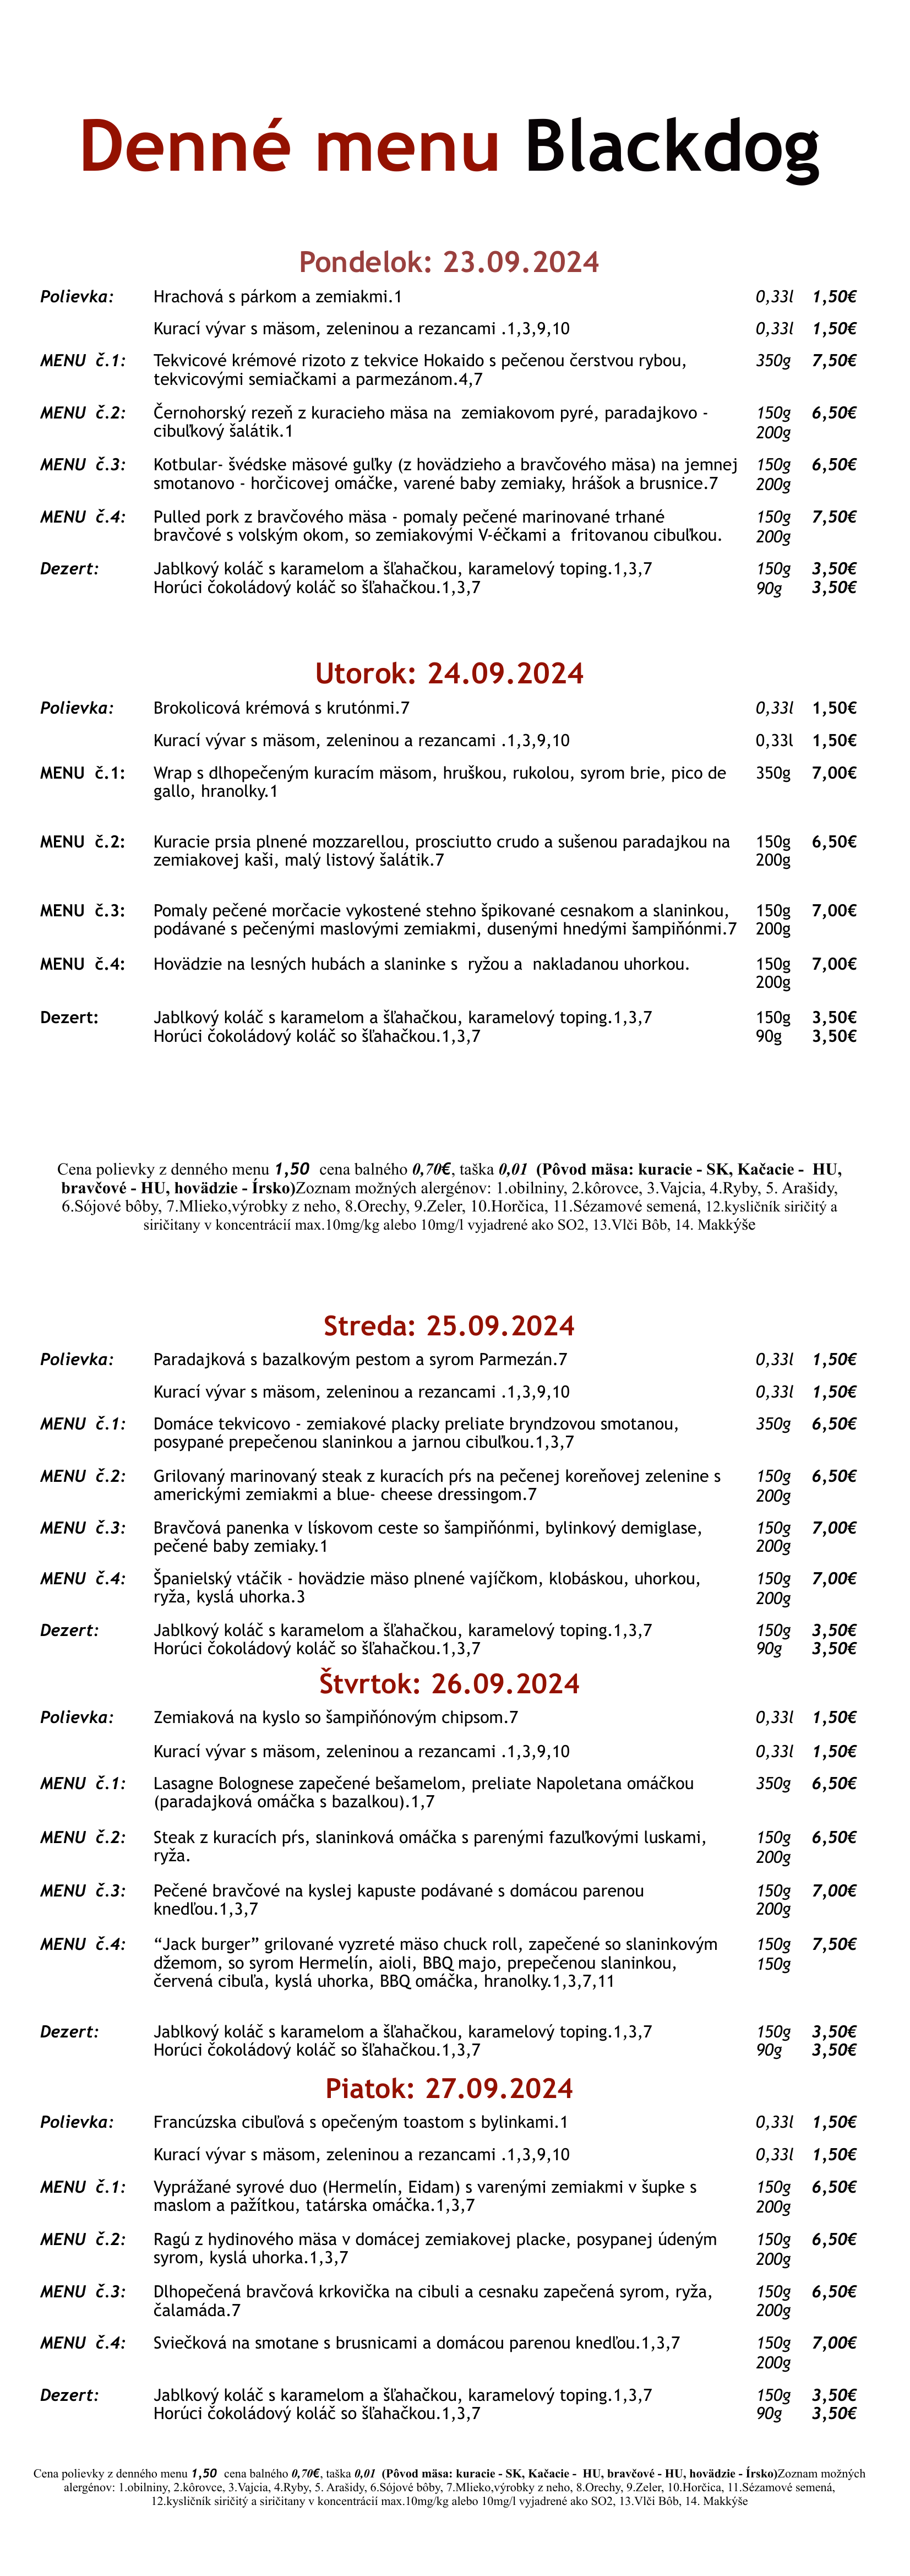 Denné menu Blackdog
Pondelok: 23.09.2024
Polievka: Hrachová s párkom a zemiakmi.1 0,33l 1,50€
Kurací vývar s mäsom, zeleninou a rezancami .1,3,9,10 0,33l 1,50€
MENU č.1: Tekvicové krémové rizoto z tekvice Hokaido s pečenou čerstvou rybou, 350g 7,50€
tekvicovými semiačkami a parmezánom.4,7
MENU č.2: Černohorský rezeň z kuracieho mäsa na zemiakovom pyré, paradajkovo - 150g 6,50€
cibuľkový šalátik.1 200g
MENU č.3: Kotbular- švédske mäsové guľky (z hovädzieho a bravčového mäsa) na jemnej 150g 6,50€
smotanovo - horčicovej omáčke, varené baby zemiaky, hrášok a brusnice.7 200g
MENU č.4: Pulled pork z bravčového mäsa - pomaly pečené marinované trhané 150g 7,50€
bravčové s volským okom, so zemiakovými V-éčkami a fritovanou cibuľkou. 200g
Dezert: Jablkový koláč s karamelom a šľahačkou, karamelový toping.1,3,7 150g 3,50€
Horúci čokoládový koláč so šľahačkou.1,3,7 90g 3,50€
Utorok: 24.09.2024
Polievka: Brokolicová krémová s krutónmi.7 0,33l 1,50€
Kurací vývar s mäsom, zeleninou a rezancami .1,3,9,10 0,33l 1,50€
MENU č.1: Wrap s dlhopečeným kuracím mäsom, hruškou, rukolou, syrom brie, pico de 350g 7,00€
gallo, hranolky.1
MENU č.2: Kuracie prsia plnené mozzarellou, prosciutto crudo a sušenou paradajkou na 150g 6,50€
zemiakovej kaši, malý listový šalátik.7 200g
MENU č.3: Pomaly pečené morčacie vykostené stehno špikované cesnakom a slaninkou, 150g 7,00€
podávané s pečenými maslovými zemiakmi, dusenými hnedými šampiňónmi.7 200g
MENU č.4: Hovädzie na lesných hubách a slaninke s ryžou a nakladanou uhorkou. 150g 7,00€
200g
Dezert: Jablkový koláč s karamelom a šľahačkou, karamelový toping.1,3,7 150g 3,50€
Horúci čokoládový koláč so šľahačkou.1,3,7 90g 3,50€
Cena polievky z denného menu 1,50 cena balného 0,70€, taška 0,01 (Pôvod mäsa: kuracie - SK, Kačacie - HU,
bravčové - HU, hovädzie - Írsko)Zoznam možných alergénov: 1.obilniny, 2.kôrovce, 3.Vajcia, 4.Ryby, 5. Arašidy,
6.Sójové bôby, 7.Mlieko,výrobky z neho, 8.Orechy, 9.Zeler, 10.Horčica, 11.Sézamové semená, 12.kysličník siričitý a
siričitany v koncentrácií max.10mg/kg alebo 10mg/l vyjadrené ako SO2, 13.Vlči Bôb, 14. Makkýše
Streda: 25.09.2024
Polievka: Paradajková s bazalkovým pestom a syrom Parmezán.7 0,33l 1,50€
Kurací vývar s mäsom, zeleninou a rezancami .1,3,9,10 0,33l 1,50€
MENU č.1: Domáce tekvicovo - zemiakové placky preliate bryndzovou smotanou, 350g 6,50€
posypané prepečenou slaninkou a jarnou cibuľkou.1,3,7
MENU č.2: Grilovaný marinovaný steak z kuracích pŕs na pečenej koreňovej zelenine s 150g 6,50€
americkými zemiakmi a blue- cheese dressingom.7 200g
MENU č.3: Bravčová panenka v lískovom ceste so šampiňónmi, bylinkový demiglase, 150g 7,00€
pečené baby zemiaky.1 200g
MENU č.4: Španielský vtáčik - hovädzie mäso plnené vajíčkom, klobáskou, uhorkou, 150g 7,00€
ryža, kyslá uhorka.3 200g
Dezert: Jablkový koláč s karamelom a šľahačkou, karamelový toping.1,3,7 150g 3,50€
Horúci čokoládový koláč so šľahačkou.1,3,7 90g 3,50€
Štvrtok: 26.09.2024
Polievka: Zemiaková na kyslo so šampiňónovým chipsom.7 0,33l 1,50€
Kurací vývar s mäsom, zeleninou a rezancami .1,3,9,10 0,33l 1,50€
MENU č.1: Lasagne Bolognese zapečené bešamelom, preliate Napoletana omáčkou 350g 6,50€
(paradajková omáčka s bazalkou).1,7
MENU č.2: Steak z kuracích pŕs, slaninková omáčka s parenými fazuľkovými luskami, 150g 6,50€
ryža. 200g
MENU č.3: Pečené bravčové na kyslej kapuste podávané s domácou parenou 150g 7,00€
knedľou.1,3,7 200g
MENU č.4: “Jack burger” grilované vyzreté mäso chuck roll, zapečené so slaninkovým 150g 7,50€
džemom, so syrom Hermelín, aioli, BBQ majo, prepečenou slaninkou, 150g
červená cibuľa, kyslá uhorka, BBQ omáčka, hranolky.1,3,7,11
Dezert: Jablkový koláč s karamelom a šľahačkou, karamelový toping.1,3,7 150g 3,50€
Horúci čokoládový koláč so šľahačkou.1,3,7 90g 3,50€
Piatok: 27.09.2024
Polievka: Francúzska cibuľová s opečeným toastom s bylinkami.1 0,33l 1,50€
Kurací vývar s mäsom, zeleninou a rezancami .1,3,9,10 0,33l 1,50€
MENU č.1: Vyprážané syrové duo (Hermelín, Eidam) s varenými zemiakmi v šupke s 150g 6,50€
maslom a pažítkou, tatárska omáčka.1,3,7 200g
MENU č.2: Ragú z hydinového mäsa v domácej zemiakovej placke, posypanej údeným 150g 6,50€
syrom, kyslá uhorka.1,3,7 200g
MENU č.3: Dlhopečená bravčová krkovička na cibuli a cesnaku zapečená syrom, ryža, 150g 6,50€
čalamáda.7 200g
MENU č.4: Sviečková na smotane s brusnicami a domácou parenou knedľou.1,3,7 150g 7,00€
200g
Dezert: Jablkový koláč s karamelom a šľahačkou, karamelový toping.1,3,7 150g 3,50€
Horúci čokoládový koláč so šľahačkou.1,3,7 90g 3,50€
Cena polievky z denného menu 1,50 cena balného 0,70€, taška 0,01 (Pôvod mäsa: kuracie - SK, Kačacie - HU, bravčové - HU, hovädzie - Írsko)Zoznam možných
alergénov: 1.obilniny, 2.kôrovce, 3.Vajcia, 4.Ryby, 5. Arašidy, 6.Sójové bôby, 7.Mlieko,výrobky z neho, 8.Orechy, 9.Zeler, 10.Horčica, 11.Sézamové semená,
12.kysličník siričitý a siričitany v koncentrácií max.10mg/kg alebo 10mg/l vyjadrené ako SO2, 13.Vlči Bôb, 14. Makkýše